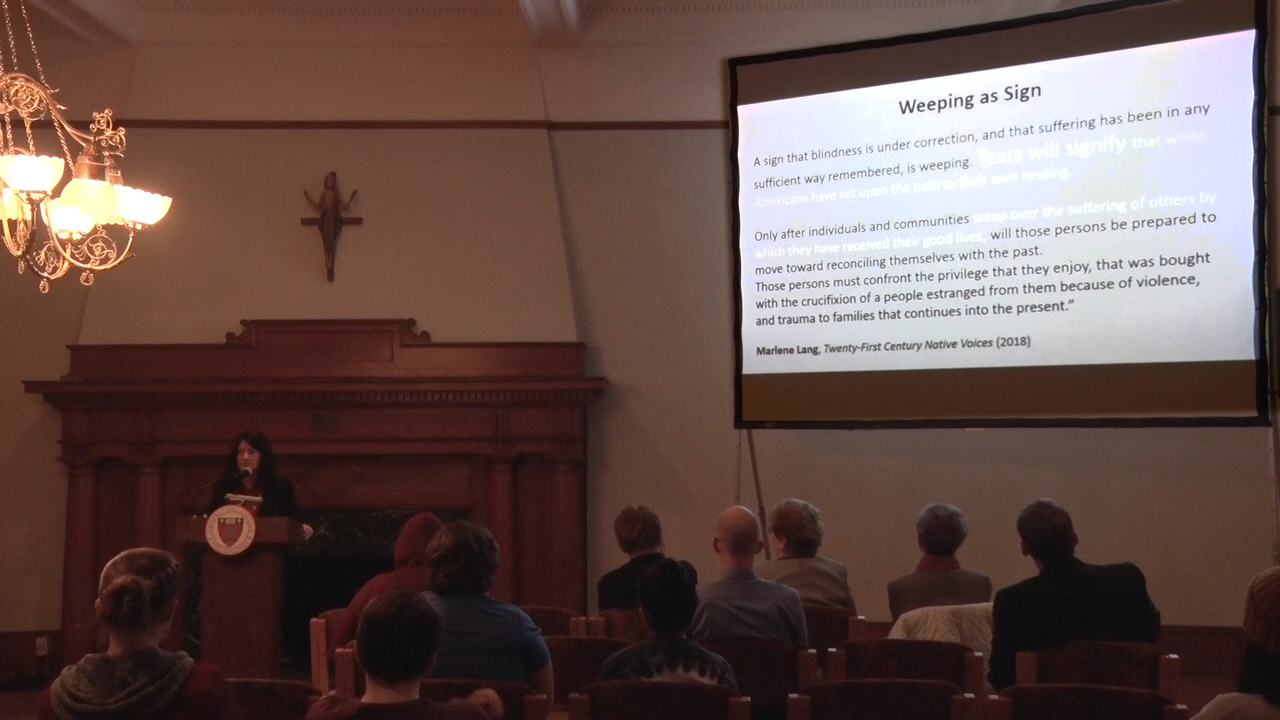 Weeping as Sign
A sign that blindness is under correction, and that suffering has been in any
sufficient way remembered, is weeping. Tears will signify that white
Americans have set upon the path to their own healing.
Only after individuals and communities weep over the suffering of others by
which they have received their good lives, will those persons be prepared to
move toward reconciling themselves with the past.
Those persons must confront the privilege that they enjoy, that was bought
with the crucifixion of a people estranged from them because of violence,
and trauma to families that continues into the present.”
Marlene Lang, Twenty-First Century Native Voices (2018)